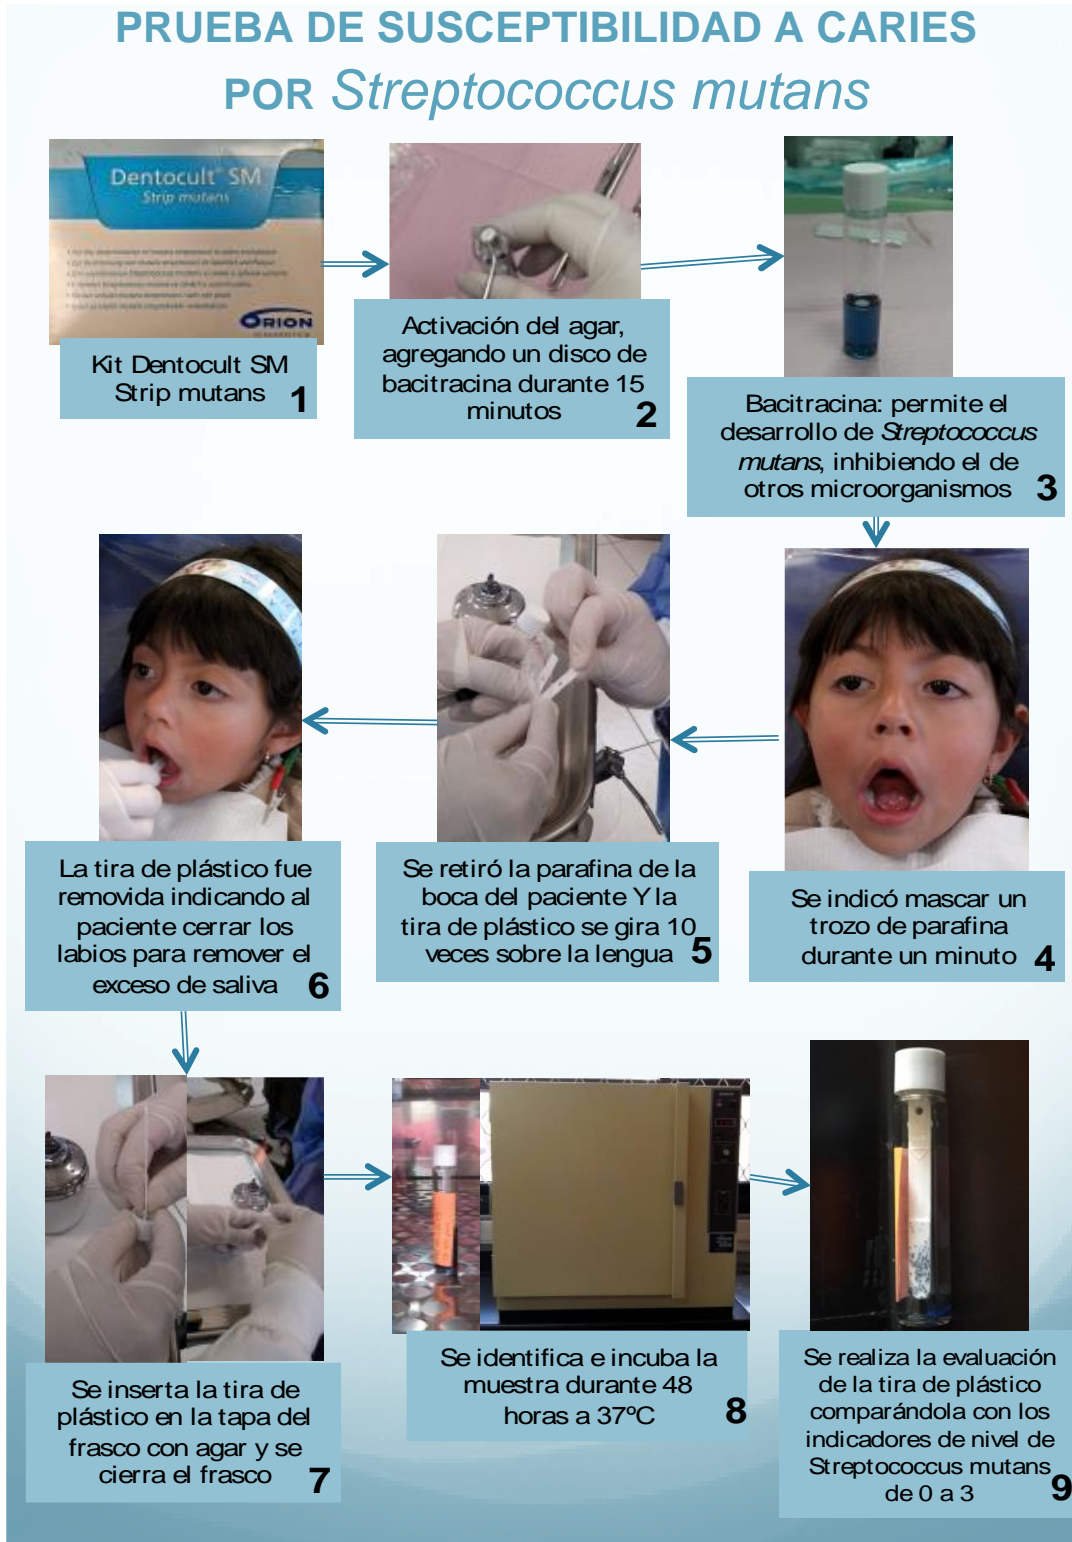 PRUEBA DE SUSCEPTIBILIDAD A CARIES
POR Streptococcus mutans
Dentocult® SM
Strip mutans
ORION
Kit Dentocult SM
Strip mutans 1
Activación del agar,
agregando un disco de
bacitracina durante 15
minutos 2
Bacitracina: permite el
desarrollo de Streptococcus
mutans, inhibiendo el de
otros microorganismos 3
Se indicó mascar un
trozo de parafina
durante un minuto 4
Se retiró la parafina de la
boca del paciente Y la
tira de plástico se gira 10
veces sobre la lengua 5
La tira de plástico fue
removida indicando al
paciente cerrar los
labios para remover el
exceso de saliva 6
Se inserta la tira de
plástico en la tapa del
frasco con agar y se
cierra el frasco 7
Se identifica e incuba la
muestra durante 48
horas a 37ºC 8
Se realiza la evaluación
de la tira de plástico
comparándola con los
indicadores de nivel de
Streptococcus mutans
de 0 a 3 9